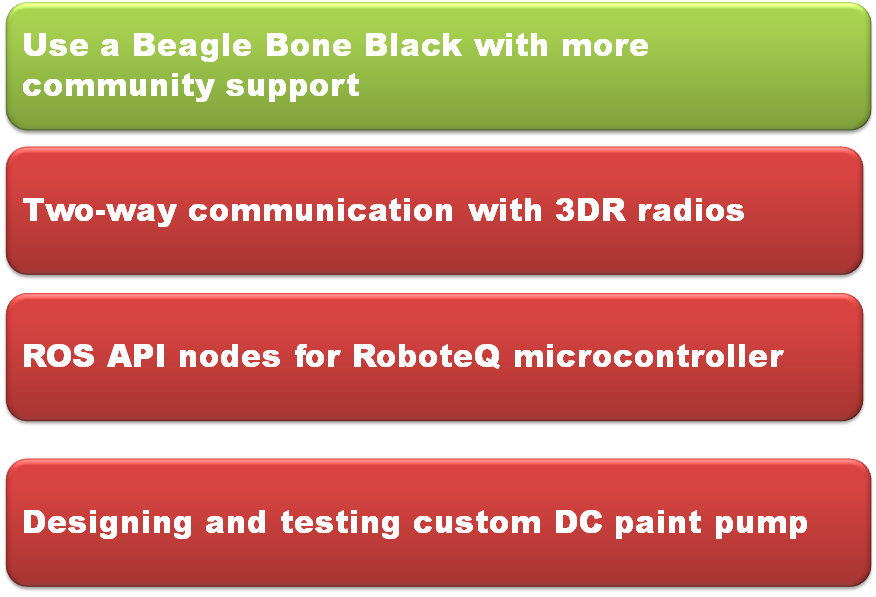 Use a Beagle Bone Black with more
community support
Two-way communication with 3DR radios
ROS API nodes for RoboteQ microcontroller
Designing and testing custom DC paint pump